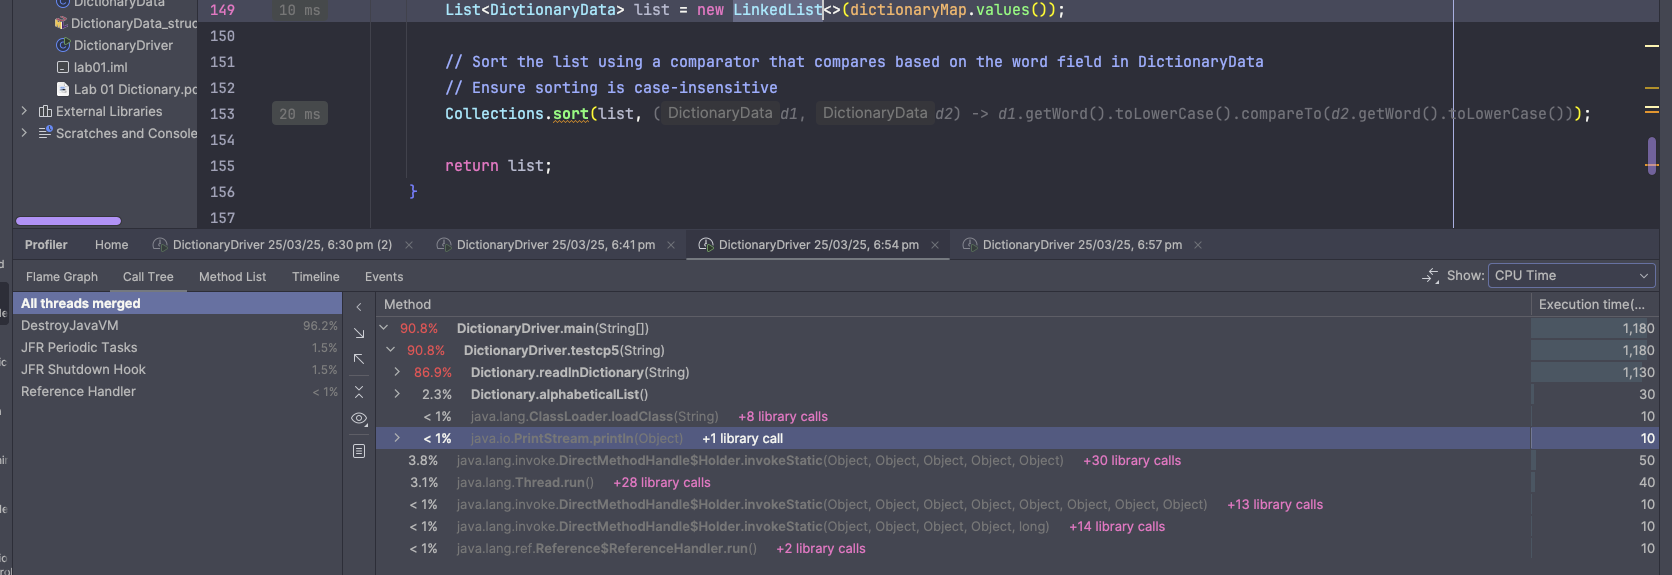 DictionaryData
149 10 ms List<DictionaryData> list = new LinkedList<>(dictionaryMap.values());
DictionaryData_struc
150
DictionaryDriver
151 // Sort the list using a comparator that compares based on the word field in DictionaryData
lab01.iml
152 // Ensure sorting is case-insensitive
Lab 01 Dictionary.pd
External Libraries
153 20 ms Collections.sort(list, (DictionaryData d1, DictionaryData d2) -> d1.getWord().toLowerCase().compareTo(d2.getWord().toLowerCase()));
Scratches and Console
154
155 return list;
156 }
157
Profiler Home DictionaryDriver 25/03/25, 6:30 pm (2) × DictionaryDriver 25/03/25, 6:41 pm × DictionaryDriver 25/03/25, 6:54 pm × DictionaryDriver 25/03/25, 6:57 pm ×
Flame Graph Call Tree Method List Timeline Events Show: CPU Time
All threads merged
DestroyJavaVM 96.2%
JFR Periodic Tasks 1.5%
JFR Shutdown Hook 1.5%
Reference Handler < 1%
Method Execution time(...
90.8% DictionaryDriver.main(String[]) 1,180
90.8% DictionaryDriver.testcp5(String) 1,180
86.9% Dictionary.readInDictionary(String) 1,130
2.3% Dictionary.alphabeticalList() 30
< 1% java.lang.ClassLoader.loadClass(String) +8 library calls 10
< 1% java.io.PrintStream.println(Object) +1 library call 10
3.8% java.lang.invoke.DirectMethodHandle$Holder.invokeStatic(Object, Object, Object, Object, Object) +30 library calls 50
3.1% java.lang.Thread.run() +28 library calls 40
< 1% java.lang.invoke.DirectMethodHandle$Holder.invokeStatic(Object, Object, Object, Object, Object, Object, Object, Object) +13 library calls 10
< 1% java.lang.invoke.DirectMethodHandle$Holder.invokeStatic(Object, Object, Object, Object, long) +14 library calls 10
< 1% java.lang.ref.Reference$ReferenceHandler.run() +2 library calls 10